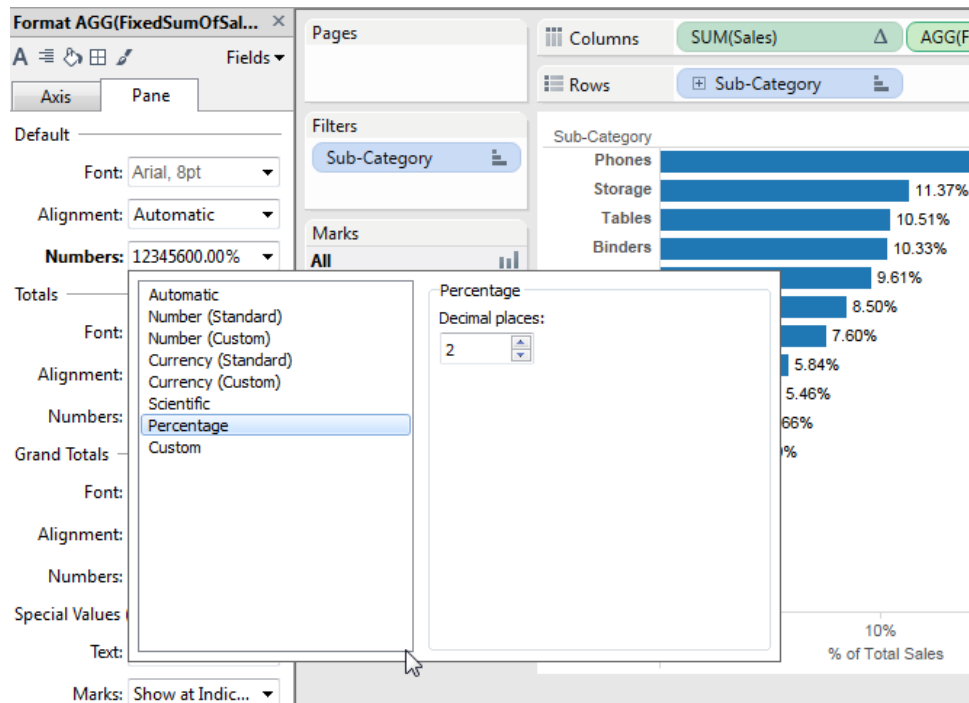 Format AGG(FixedSumOfSal...
Fields
Axis
Pane
Default
Font: Arial, 8pt
Alignment: Automatic
Numbers: 12345600.00%
Totals
Font:
Alignment:
Numbers:
Grand Totals
Font:
Alignment:
Numbers:
Special Values (
Text:
Marks: Show at Indic...
Automatic
Number (Standard)
Number (Custom)
Currency (Standard)
Currency (Custom)
Scientific
Percentage
Custom
Percentage
Decimal places:
2
Pages
Filters
Sub-Category
Marks
All
Columns
SUM(Sales)
AGG(F
Rows
Sub-Category
Sub-Category
Phones
Storage
11.37%
Tables
10.51%
Binders
10.33%
9.61%
8.50%
7.60%
5.84%
5.46%
66%
%
10%
% of Total Sales